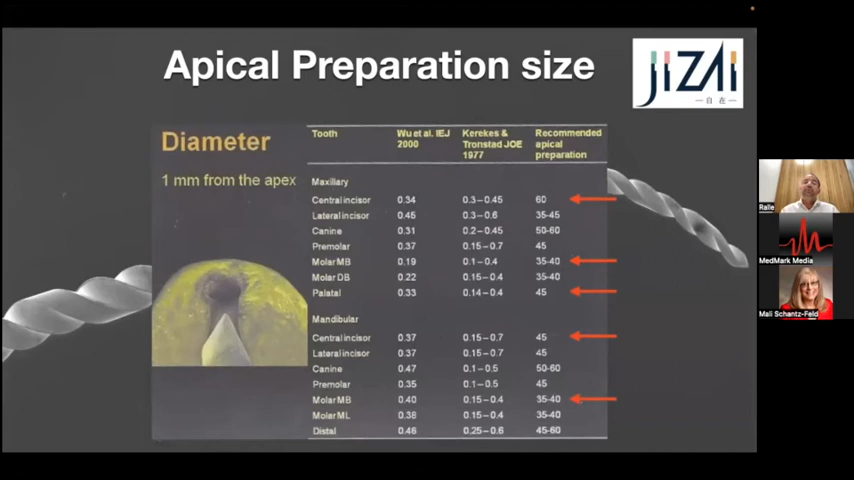 Apical Preparation size
JIZAI
自在
Diameter
1 mm from the apex
Tooth Wu et al. IEJ 2000 Kerekes & Tronstad JOE 1977 Recommended apical preparation
Maxillary
Central incisor 0.34 0.3–0.45 60
Lateral incisor 0.45 0.3–0.6 35-45
Canine 0.31 0.2–0.45 50-60
Premolar 0.37 0.15–0.7 45
Molar MB 0.19 0.1–0.4 35-40
Molar DB 0.22 0.15–0.4 35-40
Palatal 0.33 0.14–0.4 45
Mandibular
Central incisor 0.37 0.15–0.7 45
Lateral incisor 0.37 0.15–0.7 45
Canine 0.47 0.1–0.5 50-60
Premolar 0.35 0.1–0.5 45
Molar MB 0.40 0.15–0.4 35-40
Molar ML 0.38 0.15–0.4 35-40
Distal 0.46 0.25–0.6 45-60
MedMark Media
Mali Schantz-Feld